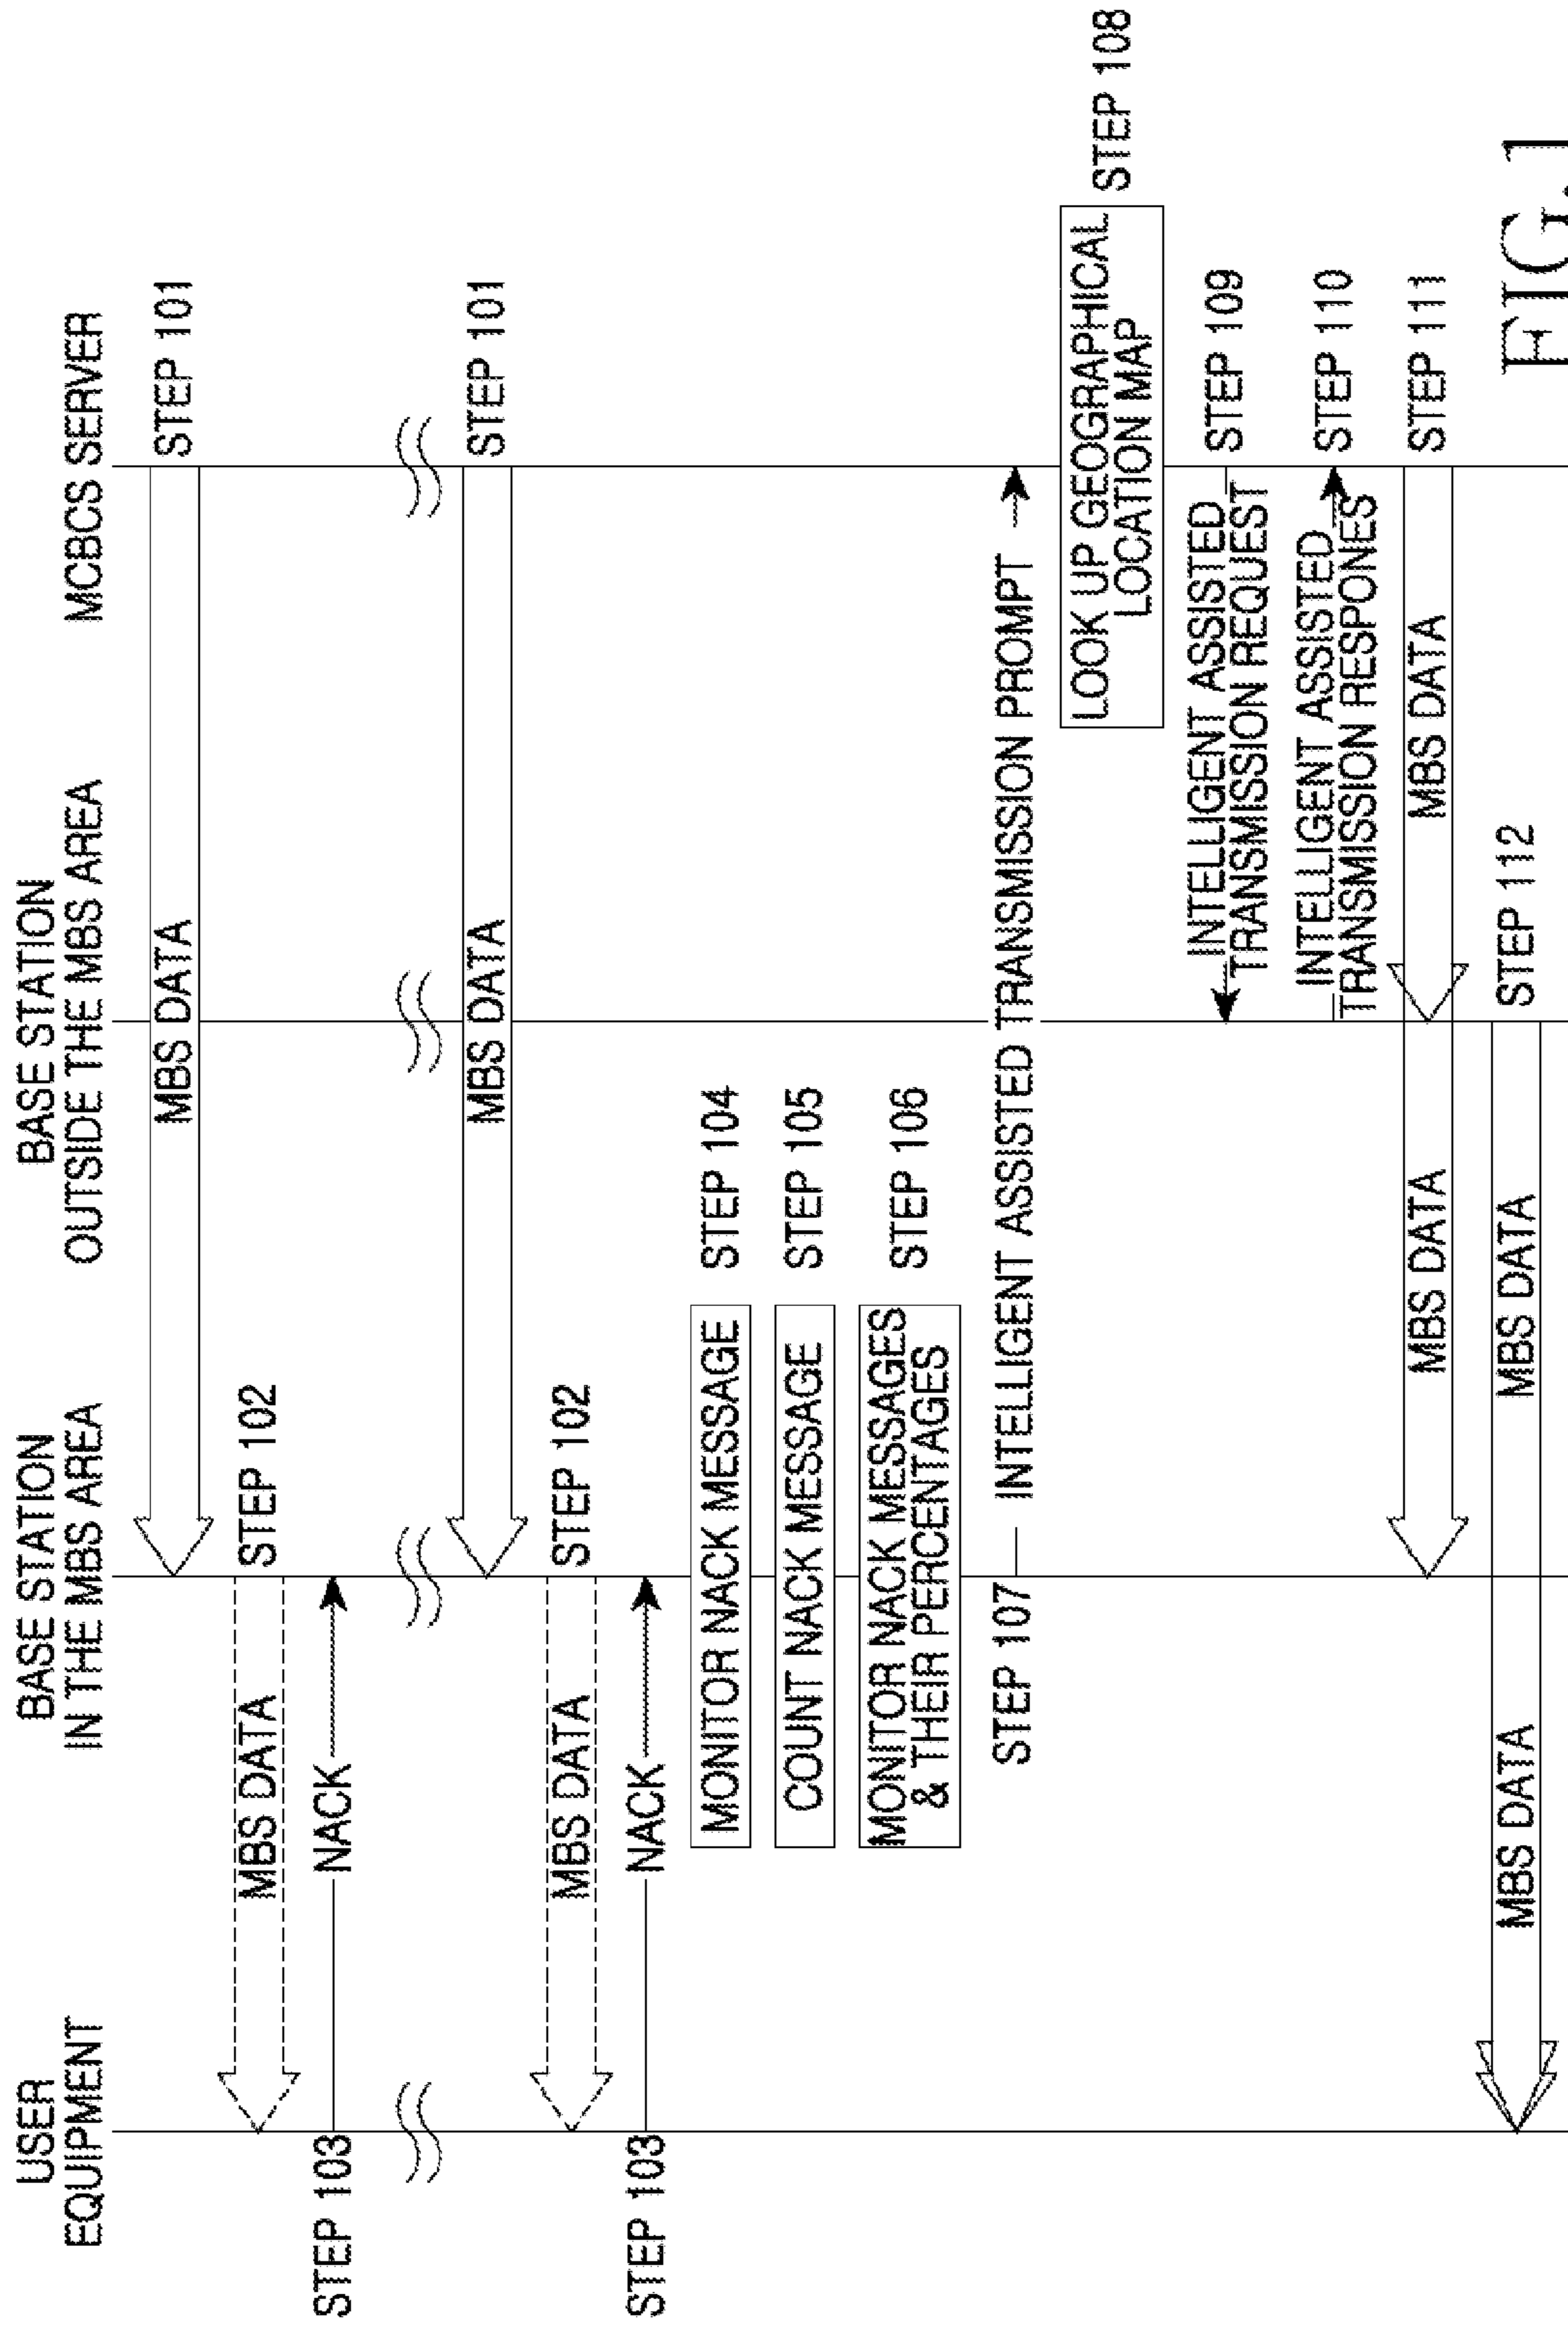 USER
EQUIPMENT
BASE STATION
IN THE MBS AREA
BASE STATION
OUTSIDE THE MBS AREA
MCBCS SERVER
MBS DATA
STEP 101
MBS DATA
STEP 102
STEP 103
NACK
MBS DATA
STEP 101
MBS DATA
STEP 102
STEP 103
NACK
MONITOR NACK MESSAGE
STEP 104
COUNT NACK MESSAGE
STEP 105
MONITOR NACK MESSAGES
& THEIR PERCENTAGES
STEP 106
STEP 107
INTELLIGENT ASSISTED TRANSMISSION PROMPT
LOOK UP GEOGRAPHICAL
LOCATION MAP
STEP 108
INTELLIGENT ASSISTED
TRANSMISSION REQUEST
STEP 109
INTELLIGENT ASSISTED
TRANSMISSION RESPONES
STEP 110
MBS DATA
MBS DATA
STEP 111
MBS DATA
MBS DATA
STEP 112
FIG.1